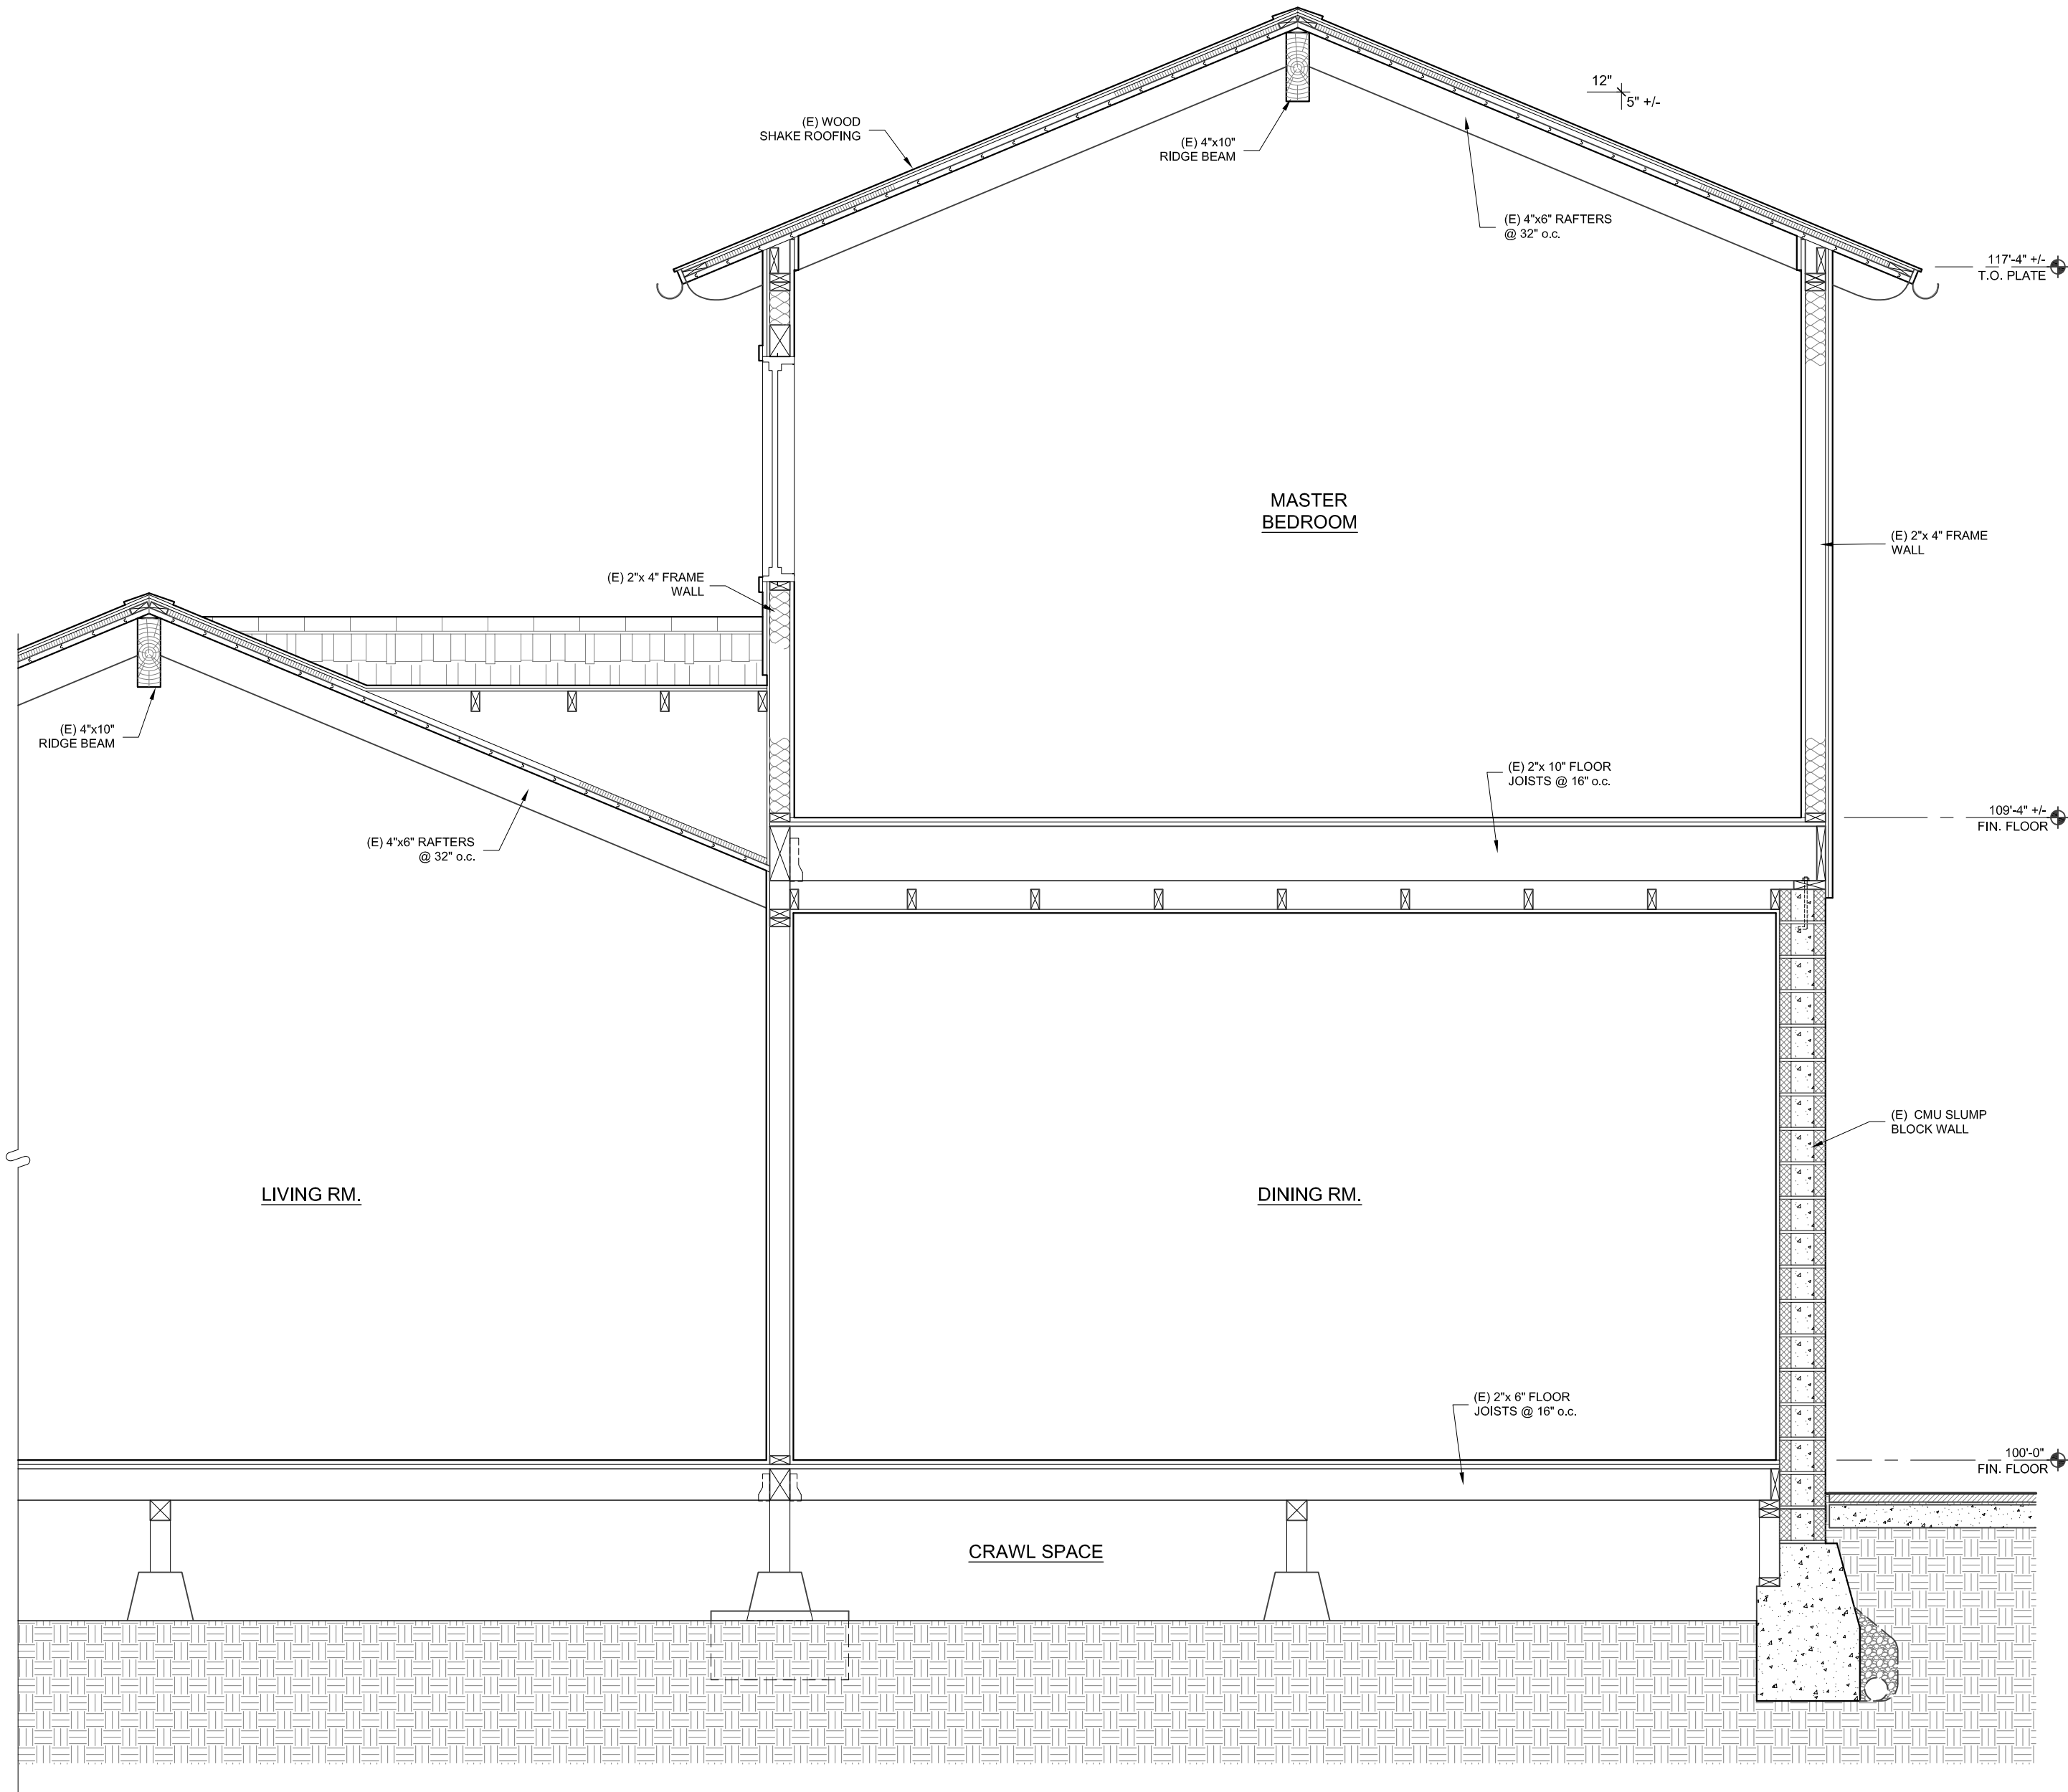 12"
5" +/-
(E) WOOD
SHAKE ROOFING
(E) 4"x10"
RIDGE BEAM
(E) 4"x6" RAFTERS
@ 32" o.c.
117'-4" +/-
T.O. PLATE
MASTER
BEDROOM
(E) 2"x 4" FRAME
WALL
(E) 2"x 4" FRAME
WALL
(E) 4"x10"
RIDGE BEAM
(E) 2"x 10" FLOOR
JOISTS @ 16" o.c.
109'-4" +/-
FIN. FLOOR
(E) 4"x6" RAFTERS
@ 32" o.c.
(E) CMU SLUMP
BLOCK WALL
LIVING RM.
DINING RM.
(E) 2"x 6" FLOOR
JOISTS @ 16" o.c.
100'-0"
FIN. FLOOR
CRAWL SPACE